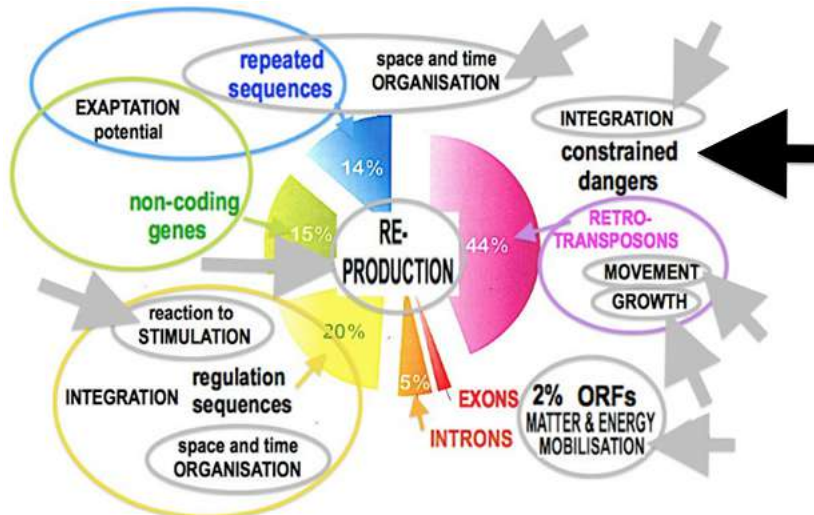 repeated
sequences
space and time
ORGANISATION
EXAPTATION
potential
INTEGRATION
constrained
dangers
14%
non-coding
genes
15%
RE-
PRODUCTION
44%
RETRO-
TRANSPOSONS
MOVEMENT
GROWTH
reaction to
STIMULATION
20%
INTEGRATION
regulation
sequences
5%
EXONS
INTRONS
2% ORFs
MATTER & ENERGY
MOBILISATION
space and time
ORGANISATION